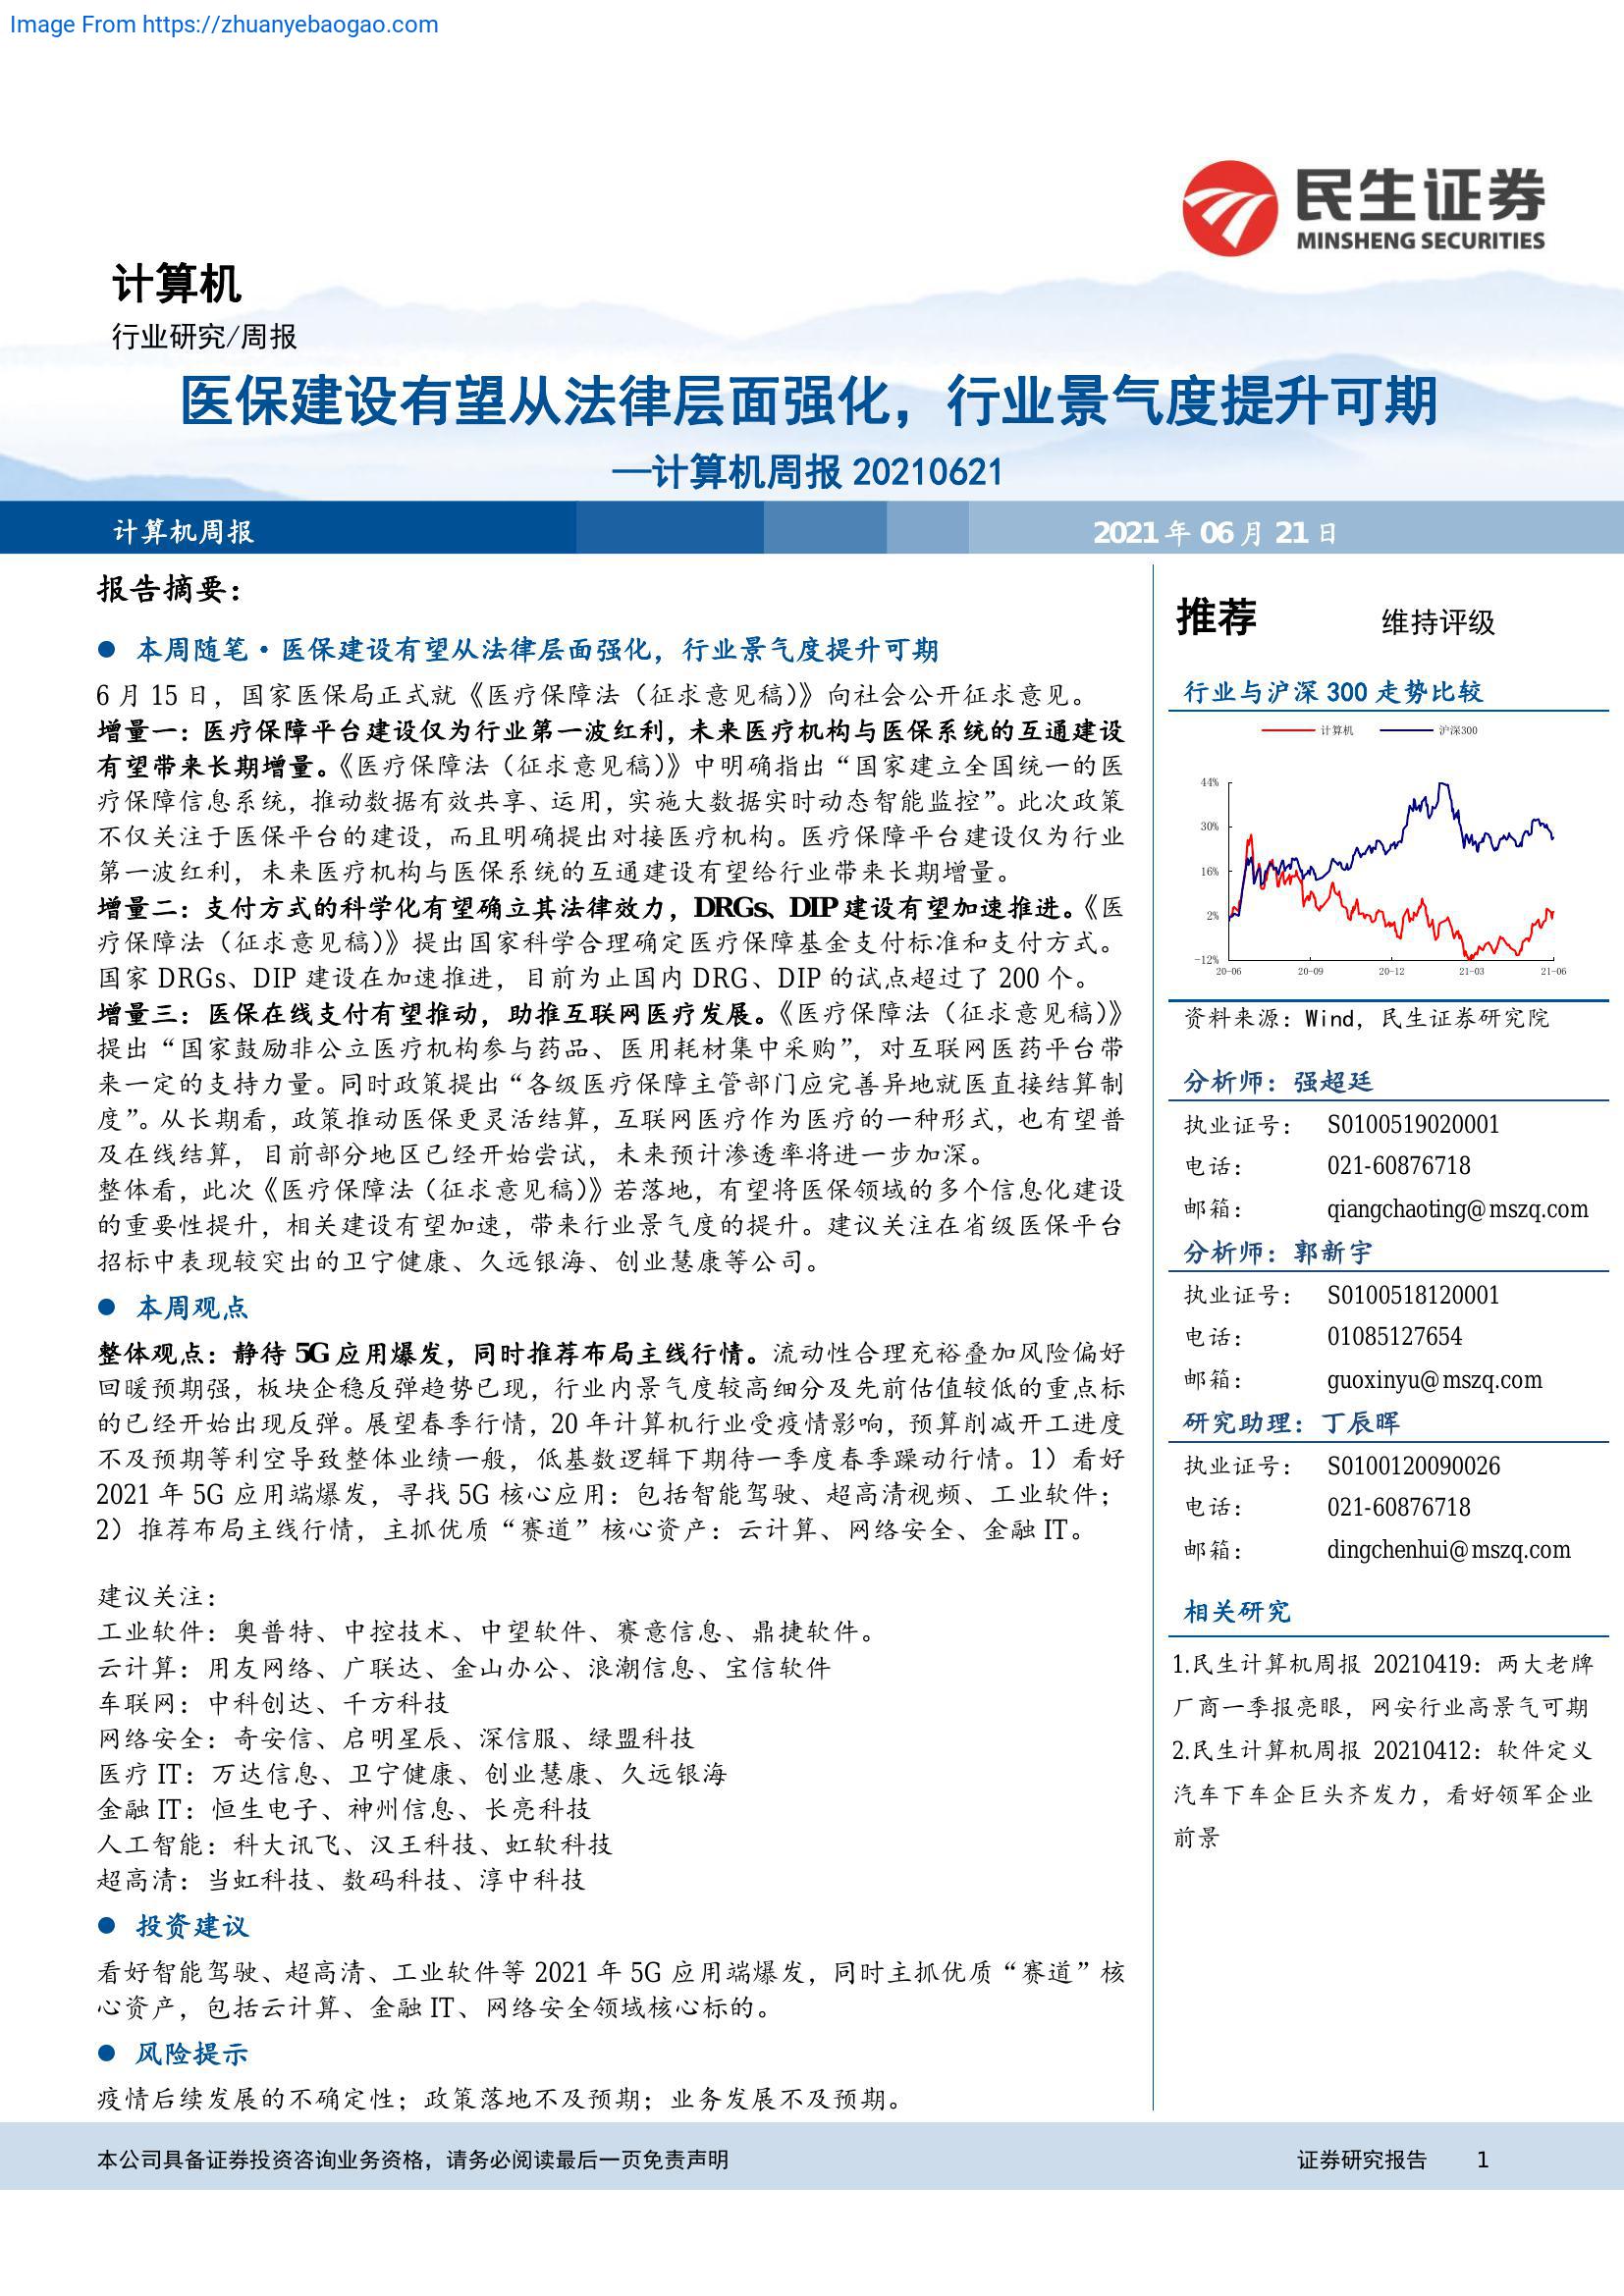 Image From https://zhuanyebaogao.com
民生证券
MINSHENG SECURITIES
计算机
行业研究/周报
医保建设有望从法律层面强化，行业景气度提升可期
—计算机周报 20210621
计算机周报
2021 年 06 月 21 日
报告摘要：
● 本周随笔·医保建设有望从法律层面强化，行业景气度提升可期
6 月 15 日，国家医保局正式就《医疗保障法（征求意见稿）》向社会公开征求意见。
增量一：医疗保障平台建设仅为行业第一波红利，未来医疗机构与医保系统的互通建设
有望带来长期增量。《医疗保障法（征求意见稿）》中明确指出“国家建立全国统一的医
疗保障信息系统，推动数据有效共享、运用，实施大数据实时动态智能监控”。此次政策
不仅关注于医保平台的建设，而且明确提出对接医疗机构。医疗保障平台建设仅为行业
第一波红利，未来医疗机构与医保系统的互通建设有望给行业带来长期增量。
增量二：支付方式的科学化有望确立其法律效力，DRGs、DIP 建设有望加速推进。《医
疗保障法（征求意见稿）》提出国家科学合理确定医疗保障基金支付标准和支付方式。
国家 DRGs、DIP 建设在加速推进，目前为止国内 DRG、DIP 的试点超过了 200 个。
增量三：医保在线支付有望推动，助推互联网医疗发展。《医疗保障法（征求意见稿）》
提出“国家鼓励非公立医疗机构参与药品、医用耗材集中采购”，对互联网医药平台带
来一定的支持力量。同时政策提出“各级医疗保障主管部门应完善异地就医直接结算制
度”。从长期看，政策推动医保更灵活结算，互联网医疗作为医疗的一种形式，也有望普
及在线结算，目前部分地区已经开始尝试，未来预计渗透率将进一步加深。
整体看，此次《医疗保障法（征求意见稿）》若落地，有望将医保领域的多个信息化建设
的重要性提升，相关建设有望加速，带来行业景气度的提升。建议关注在省级医保平台
招标中表现较突出的卫宁健康、久远银海、创业慧康等公司。
● 本周观点
整体观点：静待 5G 应用爆发，同时推荐布局主线行情。流动性合理充裕叠加风险偏好
回暖预期强，板块企稳反弹趋势已现，行业内景气度较高细分及先前估值较低的重点标
的已经开始出现反弹。展望春季行情，20 年计算机行业受疫情影响，预算削减开工进度
不及预期等利空导致整体业绩一般，低基数逻辑下期待一季度春季躁动行情。1）看好
2021 年 5G 应用端爆发，寻找 5G 核心应用：包括智能驾驶、超高清视频、工业软件；
2）推荐布局主线行情，主抓优质“赛道”核心资产：云计算、网络安全、金融 IT。
建议关注：
工业软件：奥普特、中控技术、中望软件、赛意信息、鼎捷软件。
云计算：用友网络、广联达、金山办公、浪潮信息、宝信软件
车联网：中科创达、千方科技
网络安全：奇安信、启明星辰、深信服、绿盟科技
医疗 IT：万达信息、卫宁健康、创业慧康、久远银海
金融 IT：恒生电子、神州信息、长亮科技
人工智能：科大讯飞、汉王科技、虹软科技
超高清：当虹科技、数码科技、淳中科技
● 投资建议
看好智能驾驶、超高清、工业软件等 2021 年 5G 应用端爆发，同时主抓优质“赛道”核
心资产，包括云计算、金融 IT、网络安全领域核心标的。
● 风险提示
疫情后续发展的不确定性；政策落地不及预期；业务发展不及预期。
推荐 维持评级
行业与沪深 300 走势比较
计算机 沪深300
44%
30%
16%
2%
-12%
20-06 20-09 20-12 21-03 21-06
资料来源：Wind，民生证券研究院
分析师：强超廷
执业证号： S0100519020001
电话： 021-60876718
邮箱： qiangchaoting@mszq.com
分析师：郭新宇
执业证号： S0100518120001
电话： 01085127654
邮箱： guoxinyu@mszq.com
研究助理：丁辰晖
执业证号： S0100120090026
电话： 021-60876718
邮箱： dingchenhui@mszq.com
相关研究
1.民生计算机周报 20210419：两大老牌
厂商一季报亮眼，网安行业高景气可期
2.民生计算机周报 20210412：软件定义
汽车下车企巨头齐发力，看好领军企业
前景
本公司具备证券投资咨询业务资格，请务必阅读最后一页免责声明
证券研究报告 1